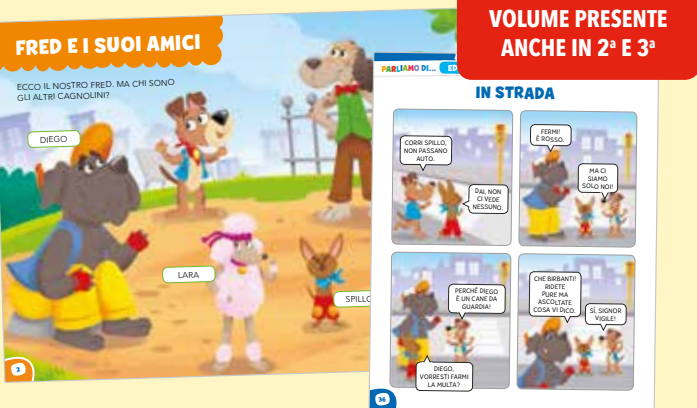 VOLUME PRESENTE
ANCHE IN 2ª E 3ª
FRED E I SUOI AMICI
ECCO IL NOSTRO FRED. MA CHI SONO
GLI ALTRI CAGNOLINI?
DIEGO
LARA
SPILLO
2
PARLIAMO DI...
IN STRADA
CORRI SPILLO,
NON PASSANO
AUTO.
DAI, NON
CI VEDE
NESSUNO.
FERMI!
È ROSSO.
MA CI
SIAMO
SOLO NOI!
PERCHÉ DIEGO
È UN CANE DA
GUARDIA!
DIEGO,
VORRESTI FARMI
LA MULTA?
CHE BIRBANTI!
RIDETE
PURE MA
ASCOLTATE
COSA VI DICO.
SÌ, SIGNOR
VIGILE!
36